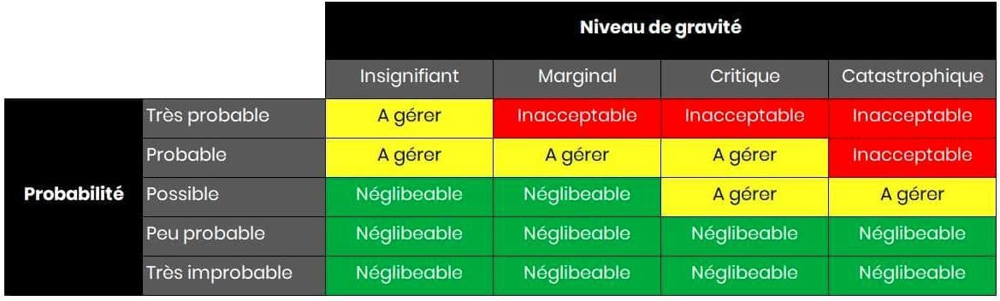 Niveau de gravité
Insignifiant Marginal Critique Catastrophique
Très probable A gérer Inacceptable Inacceptable Inacceptable
Probable A gérer A gérer A gérer Inacceptable
Probabilité Possible Néglibeable Néglibeable A gérer A gérer
Peu probable Néglibeable Néglibeable Néglibeable Néglibeable
Très improbable Néglibeable Néglibeable Néglibeable Néglibeable